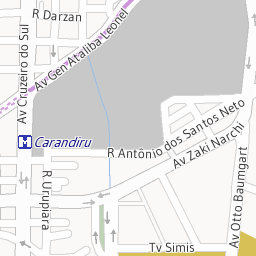 R Darzan
Av Gen Ataliba Leonel
Av Cruzeiro do Sul
M Carandiru
R Antônio dos Santos Neto
Av Zaki Narchi
R Urupiara
Av Otto Baumgart
Tv Simis